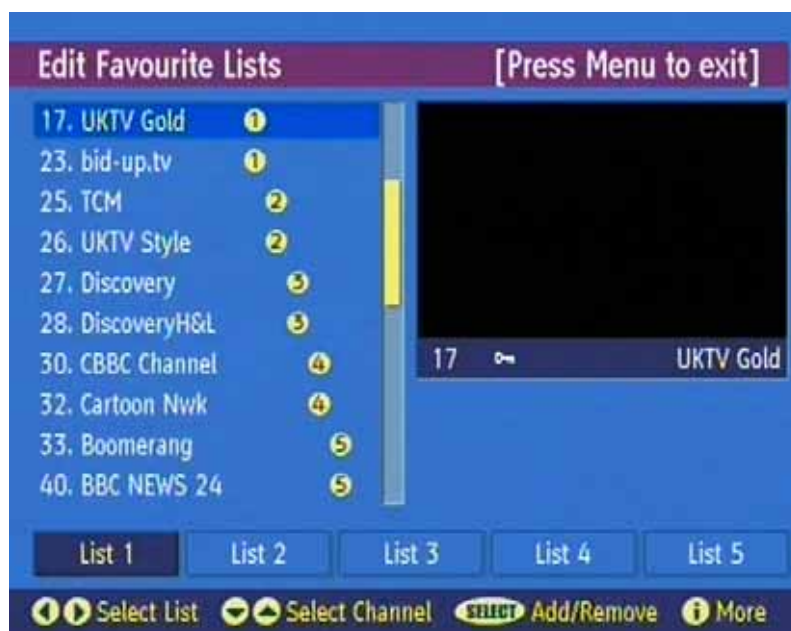 Edit Favourite Lists [Press Menu to exit]
17. UKTV Gold 1
23. bid-up.tv 1
25. TCM 2
26. UKTV Style 2
27. Discovery 3
28. DiscoveryH&L 3
30. CBBC Channel 4
32. Cartoon Nwk 4
33. Boomerang 5
40. BBC NEWS 24 5
17 UKTV Gold
List 1 List 2 List 3 List 4 List 5
Select List Select Channel SELECT Add/Remove i More